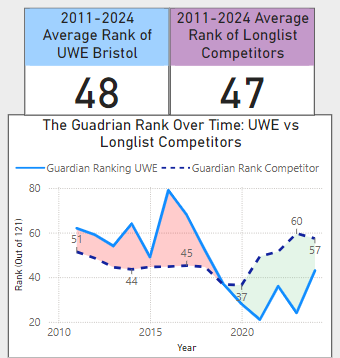 2011-2024
Average Rank of
UWE Bristol
48
2011-2024 Average
Rank of Longlist
Competitors
47
The Guadrian Rank Over Time: UWE vs
Longlist Competitors
Guardian Ranking UWE
Guardian Rank Competitor
Rank (Out of 121)
80
60
40
20
51
44
45
37
60
57
2010
2015
2020
Year